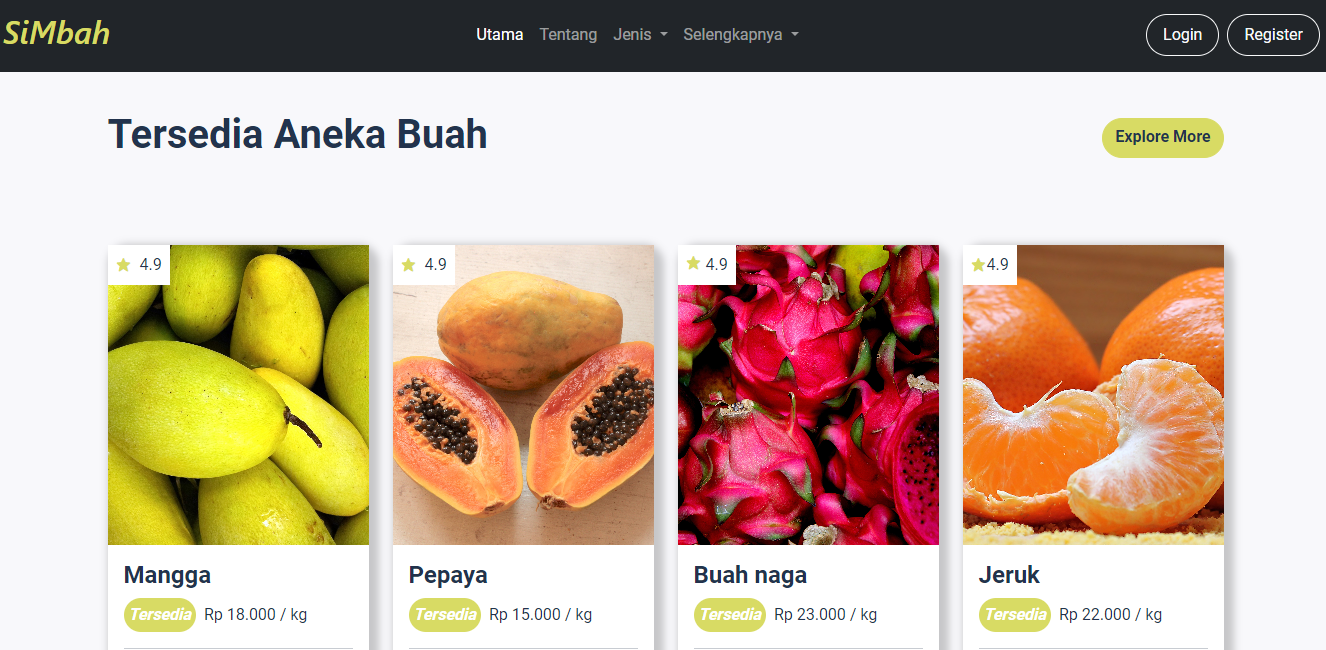 SiMbah
Utama Tentang Jenis Selengkapnya
Login Register
Tersedia Aneka Buah
Explore More
4.9
4.9
4.9
4.9
Mangga
Tersedia Rp 18.000 / kg
Pepaya
Tersedia Rp 15.000 / kg
Buah naga
Tersedia Rp 23.000 / kg
Jeruk
Tersedia Rp 22.000 / kg